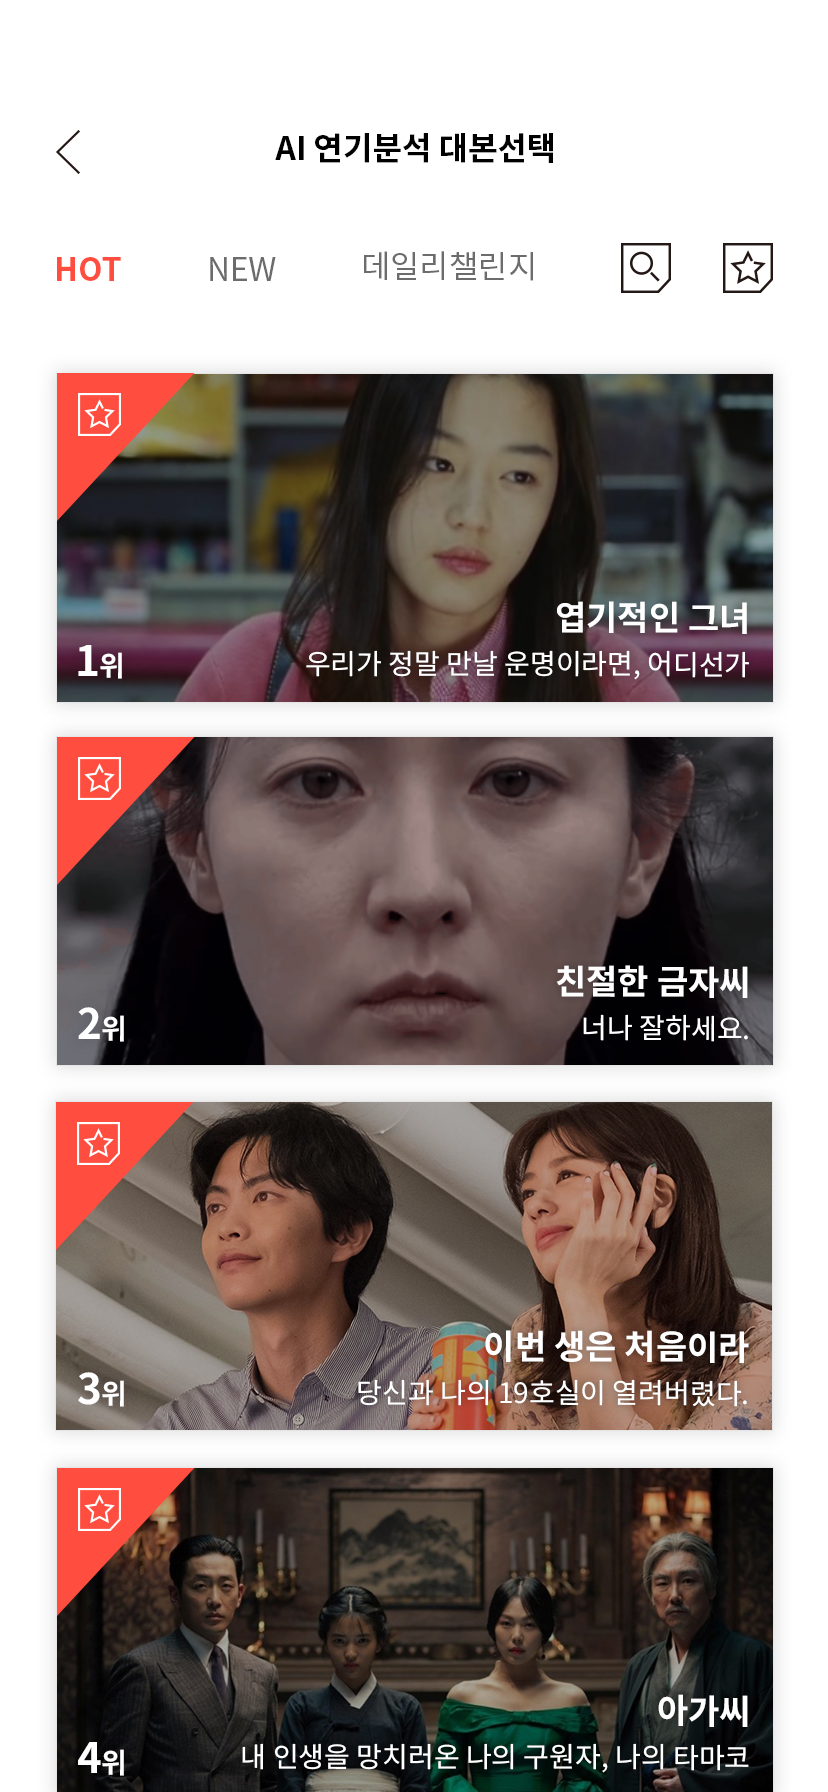 AI 연기분석 대본선택
HOT
NEW
데일리챌린지
엽기적인 그녀
1위
우리가 정말 만날 운명이라면, 어디선가
친절한 금자씨
2위
너나 잘하세요.
이번 생은 처음이라
3위
당신과 나의 19호실이 열려버렸다.
아가씨
4위
내 인생을 망치러온 나의 구원자, 나의 타마코